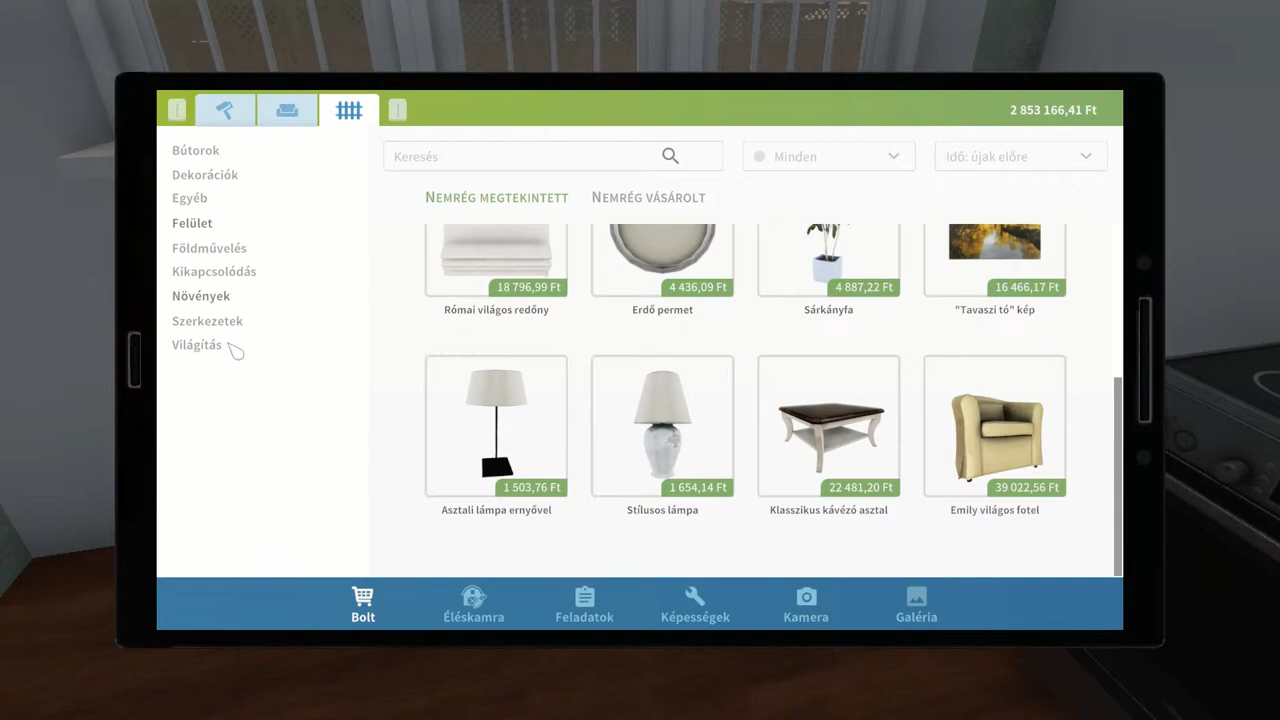 2 853 166,41 Ft
Bútorok
Dekorációk
Egyéb
Felület
Földművelés
Kikapcsolódás
Növények
Szerkezetek
Világítás
Keresés
Minden
Idő: újak előre
NEMRÉG MEGTEKINTETT
NEMRÉG VÁSÁROLT
18 796,99 Ft
4 436,09 Ft
4 887,22 Ft
16 466,17 Ft
Római világos redőny
Erdő permet
Sárkányfa
"Tavaszi tó" kép
1 503,76 Ft
1 654,14 Ft
22 481,20 Ft
39 022,56 Ft
Asztali lámpa ernyővel
Stílusos lámpa
Klasszikus kávézó asztal
Emily világos fotel
Bolt
Éléskamra
Feladatok
Képességek
Kamera
Galéria